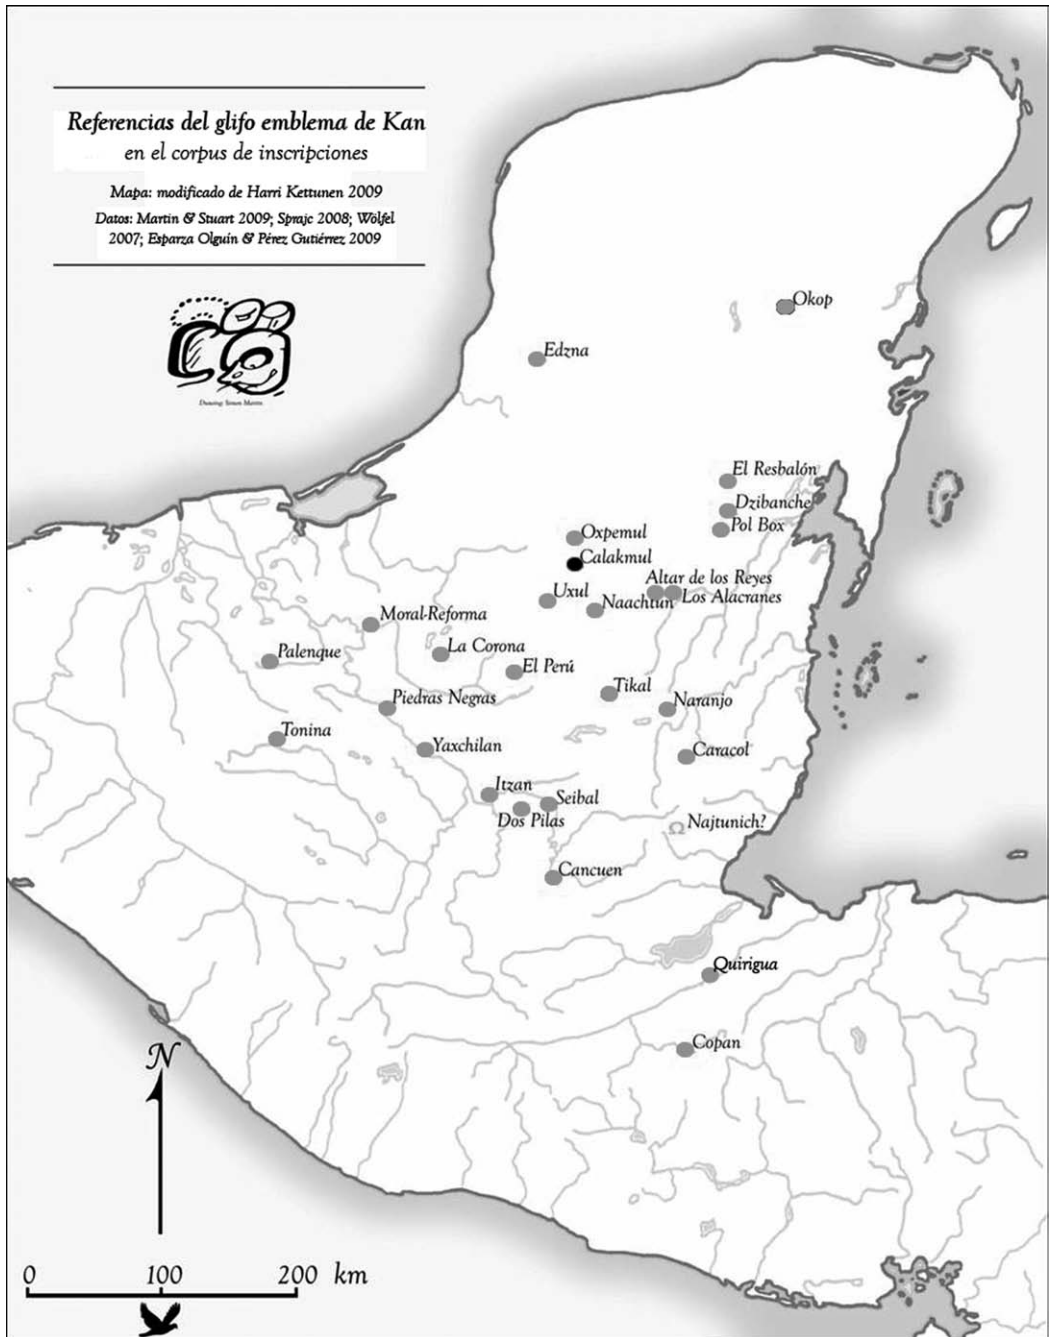 Referencias del glifo emblema de Kan
en el corpus de inscripciones
Mapa: modificado de Harri Kettunen 2009
Datos: Martin & Stuart 2009; Sprajc 2008; Wölfel
2007; Esparza Olguín & Pérez Gutiérrez 2009
Drawing: Simon Martin
Okop
Edzna
El Resbalón
Dzibanche
Pol Box
Oxpemul
Calakmul
Altar de los Reyes
Uxul
Naachtun
Los Alacranes
Moral-Reforma
La Corona
Palenque
El Perú
Tikal
Piedras Negras
Naranjo
Tonina
Yaxchilan
Caracol
Itzan
Seibal
Dos Pilas
Najtunich?
Cancuen
Quirigua
Copan
N
0 100 200 km